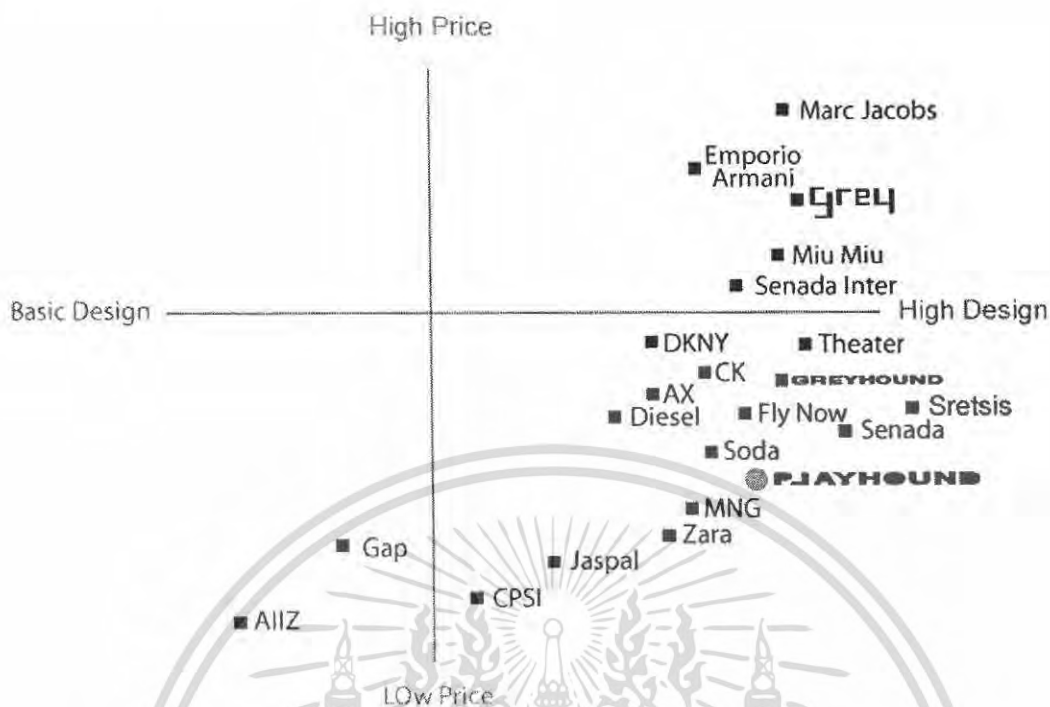 High Price
Marc Jacobs
Emporio
Armani
grey
Miu Miu
Senada Inter
Basic Design
High Design
DKNY
Theater
CK
GREYHOUND
AX
Sretsis
Diesel
Fly Now
Senada
Soda
PLAYHOUND
MNG
Zara
Gap
Jaspal
CPSI
AIIZ
LOw Price